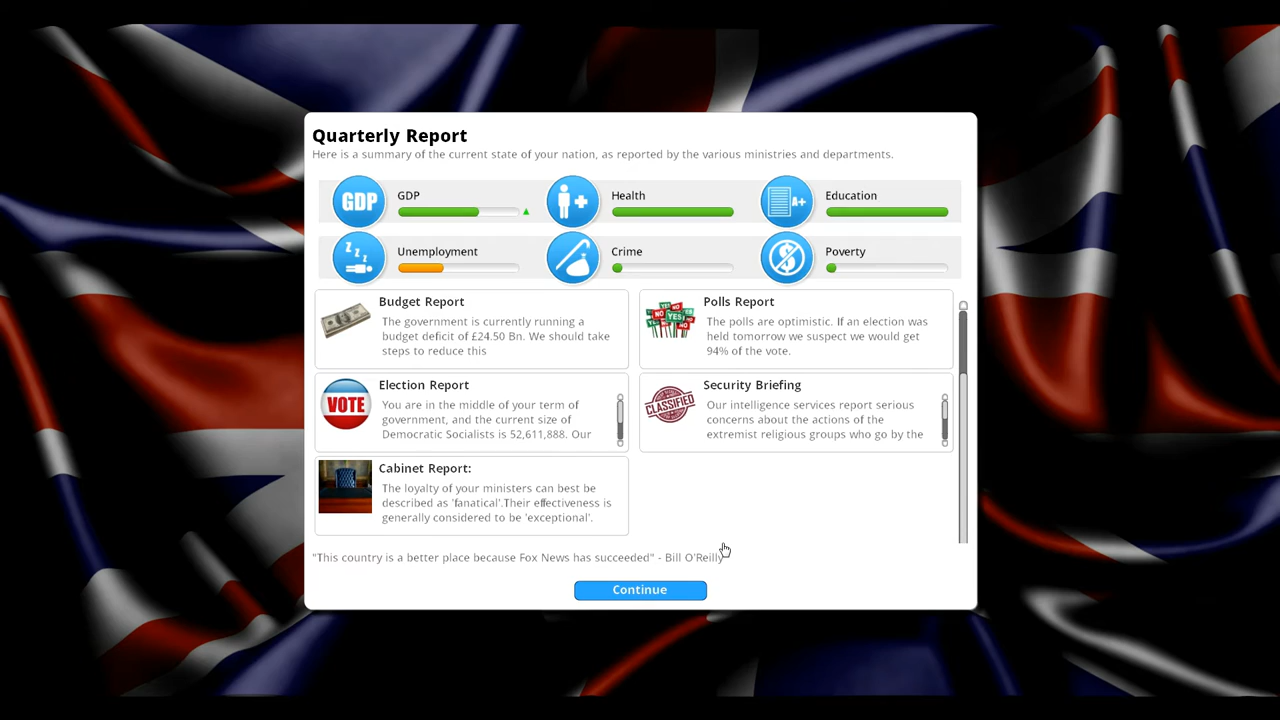 Quarterly Report
Here is a summary of the current state of your nation, as reported by the various ministries and departments.
GDP
GDP
Health
A+
Education
Unemployment
Crime
Poverty
Budget Report
The government is currently running a
budget deficit of £24.50 Bn. We should take
steps to reduce this
Polls Report
The polls are optimistic. If an election was
held tomorrow we suspect we would get
94% of the vote.
VOTE
Election Report
You are in the middle of your term of
government, and the current size of
Democratic Socialists is 52,611,888. Our
CLASSIFIED
Security Briefing
Our intelligence services report serious
concerns about the actions of the
extremist religious groups who go by the
Cabinet Report:
The loyalty of your ministers can best be
described as 'fanatical'.Their effectiveness is
generally considered to be 'exceptional'.
"This country is a better place because Fox News has succeeded" - Bill O'Reilly
Continue